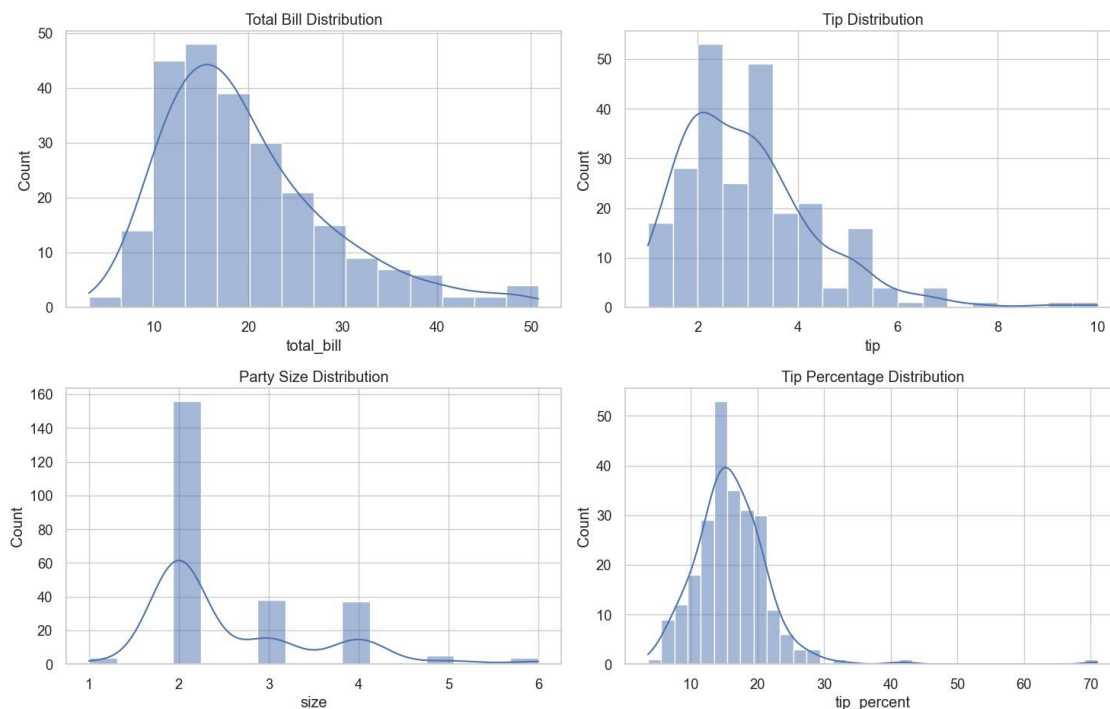 Total Bill Distribution
50
40
30
20
10
0
Count
10 20 30 40 50
total_bill
Tip Distribution
50
40
30
20
10
0
Count
2 4 6 8 10
tip
Party Size Distribution
160
140
120
100
80
60
40
20
0
Count
1 2 3 4 5 6
size
Tip Percentage Distribution
50
40
30
20
10
0
Count
10 20 30 40 50 60 70
tip_percent